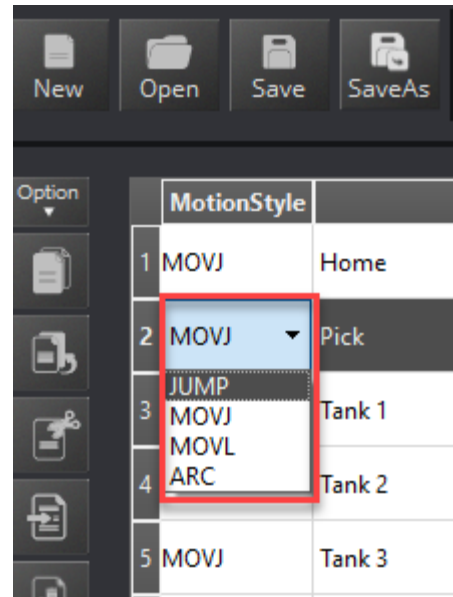 New Open Save SaveAs
Option
MotionStyle
1 MOVJ Home
2 MOVJ Pick
JUMP
3 MOVJ Tank 1
MOVL
4 ARC Tank 2
5 MOVJ Tank 3